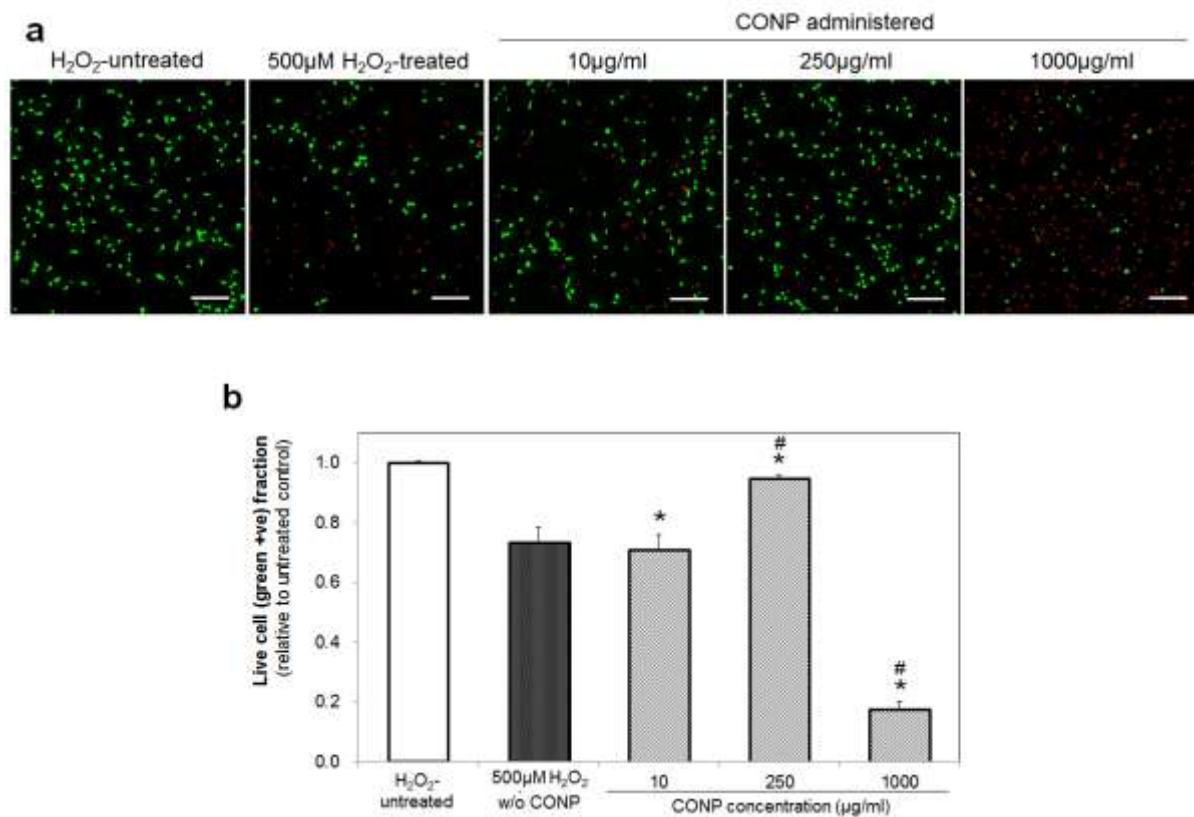 a
CONP administered
H₂O₂-untreated
500µM H₂O₂-treated
10µg/ml
250µg/ml
1000µg/ml
b
Live cell (green +ve) fraction
(relative to untreated control)
1.0
0.8
0.6
0.4
0.2
0.0
*
#
*
#
*
H₂O₂-
untreated
500µM H₂O₂
w/o CONP
10
250
1000
CONP concentration (µg/ml)